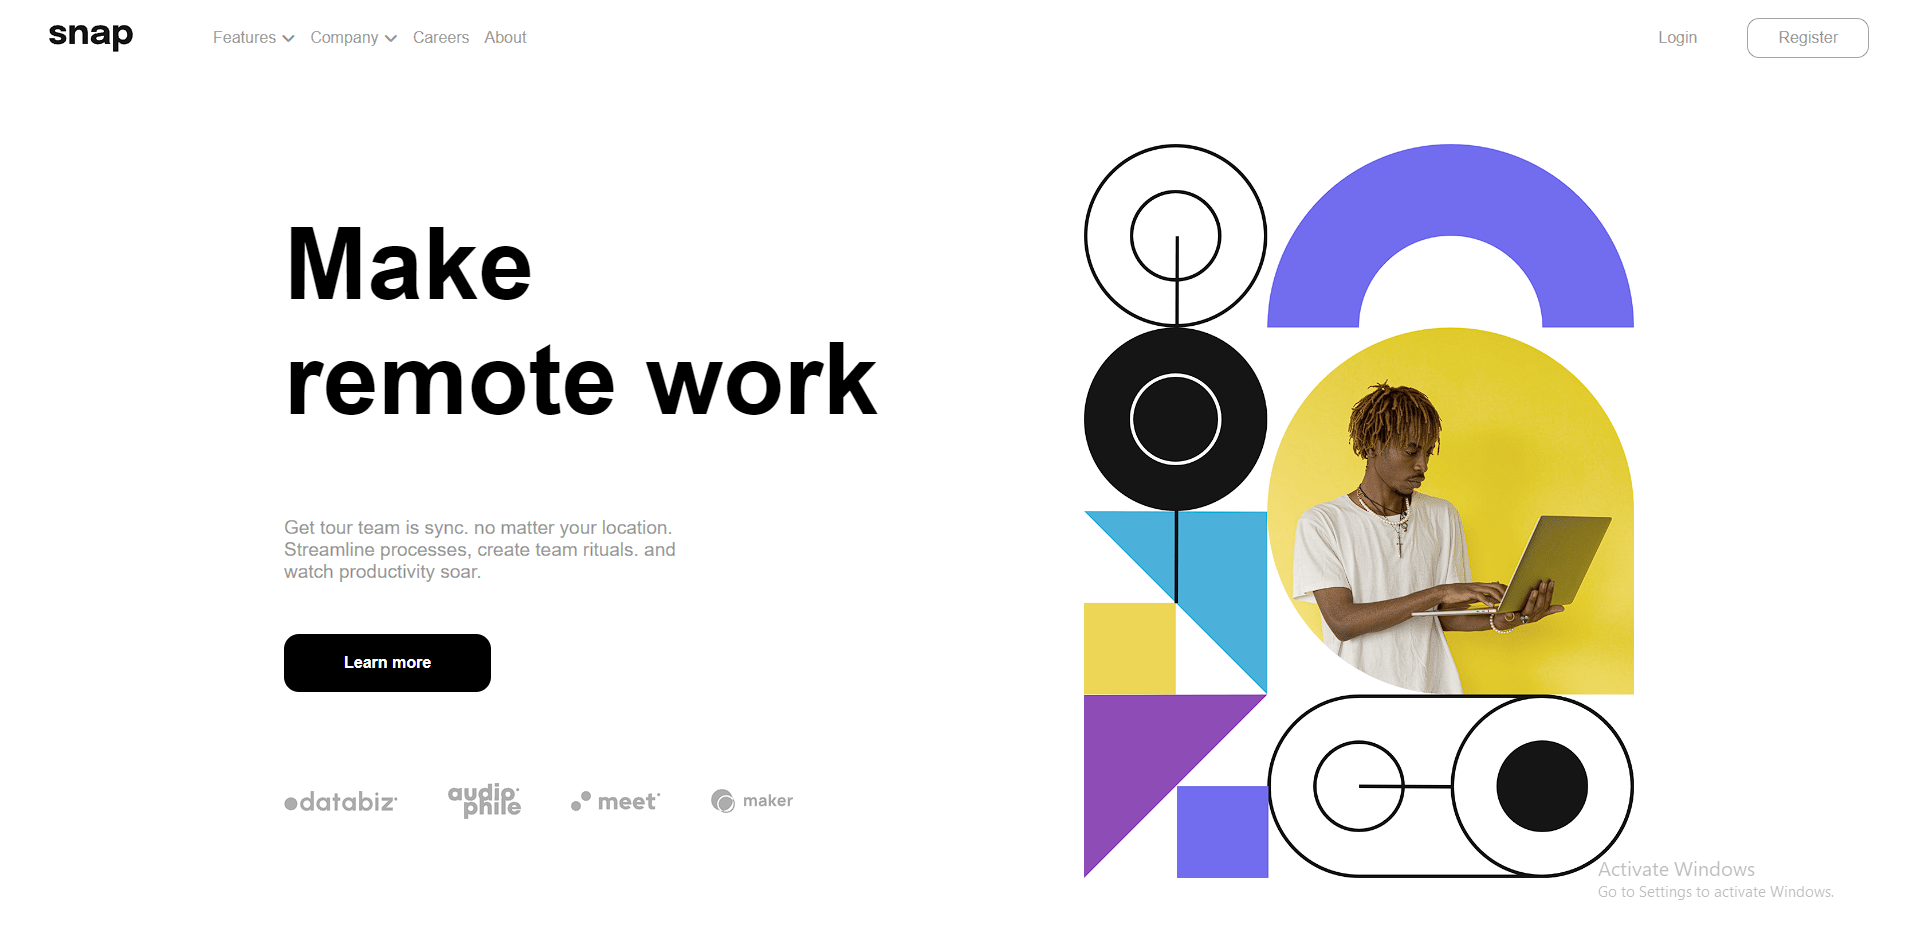 snap
Features
Company
Careers
About
Login
Register
Make
remote work
Get tour team is sync. no matter your location.
Streamline processes, create team rituals. and
watch productivity soar.
Learn more
databiz
audio
phile
meet
maker
Activate Windows
Go to Settings to activate Windows.